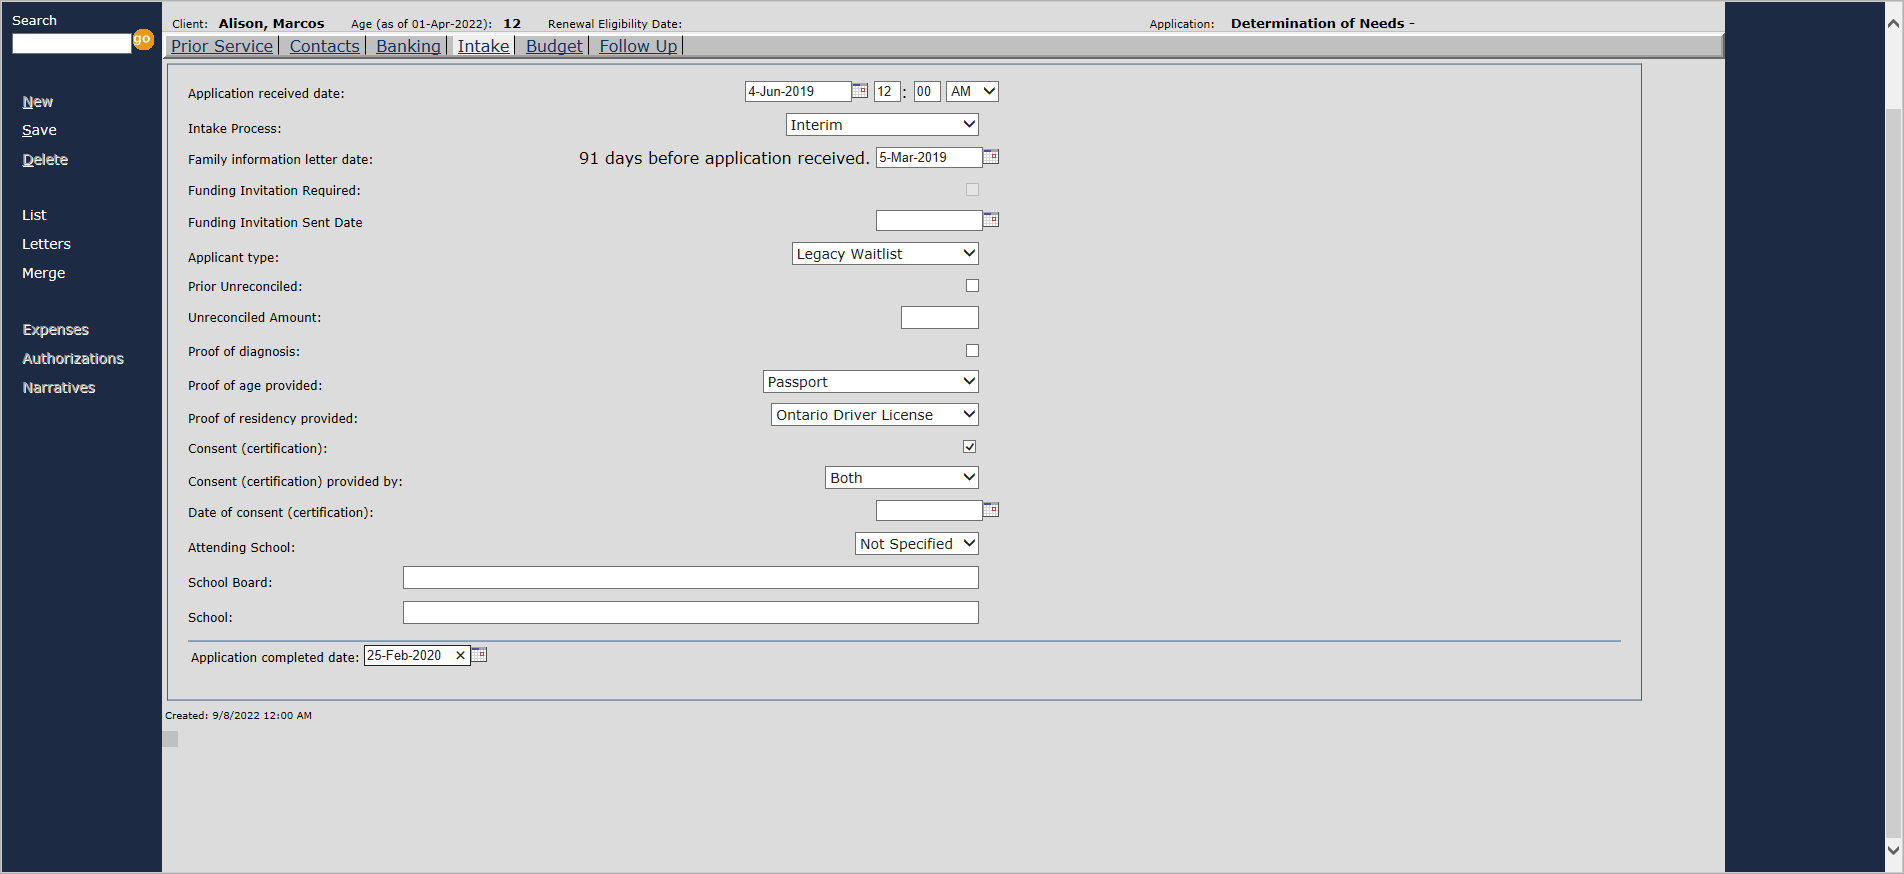 Search
go
New
Save
Delete
List
Letters
Merge
Expenses
Authorizations
Narratives
Client: Alison, Marcos Age (as of 01-Apr-2022): 12 Renewal Eligibility Date: Application: Determination of Needs -
Prior Service Contacts Banking Intake Budget Follow Up
Application received date: 4-Jun-2019 12 : 00 AM
Intake Process: Interim
Family information letter date: 91 days before application received. 5-Mar-2019
Funding Invitation Required:
Funding Invitation Sent Date
Applicant type: Legacy Waitlist
Prior Unreconciled:
Unreconciled Amount:
Proof of diagnosis:
Proof of age provided: Passport
Proof of residency provided: Ontario Driver License
Consent (certification):
Consent (certification) provided by: Both
Date of consent (certification):
Attending School: Not Specified
School Board:
School:
Application completed date: 25-Feb-2020
Created: 9/8/2022 12:00 AM